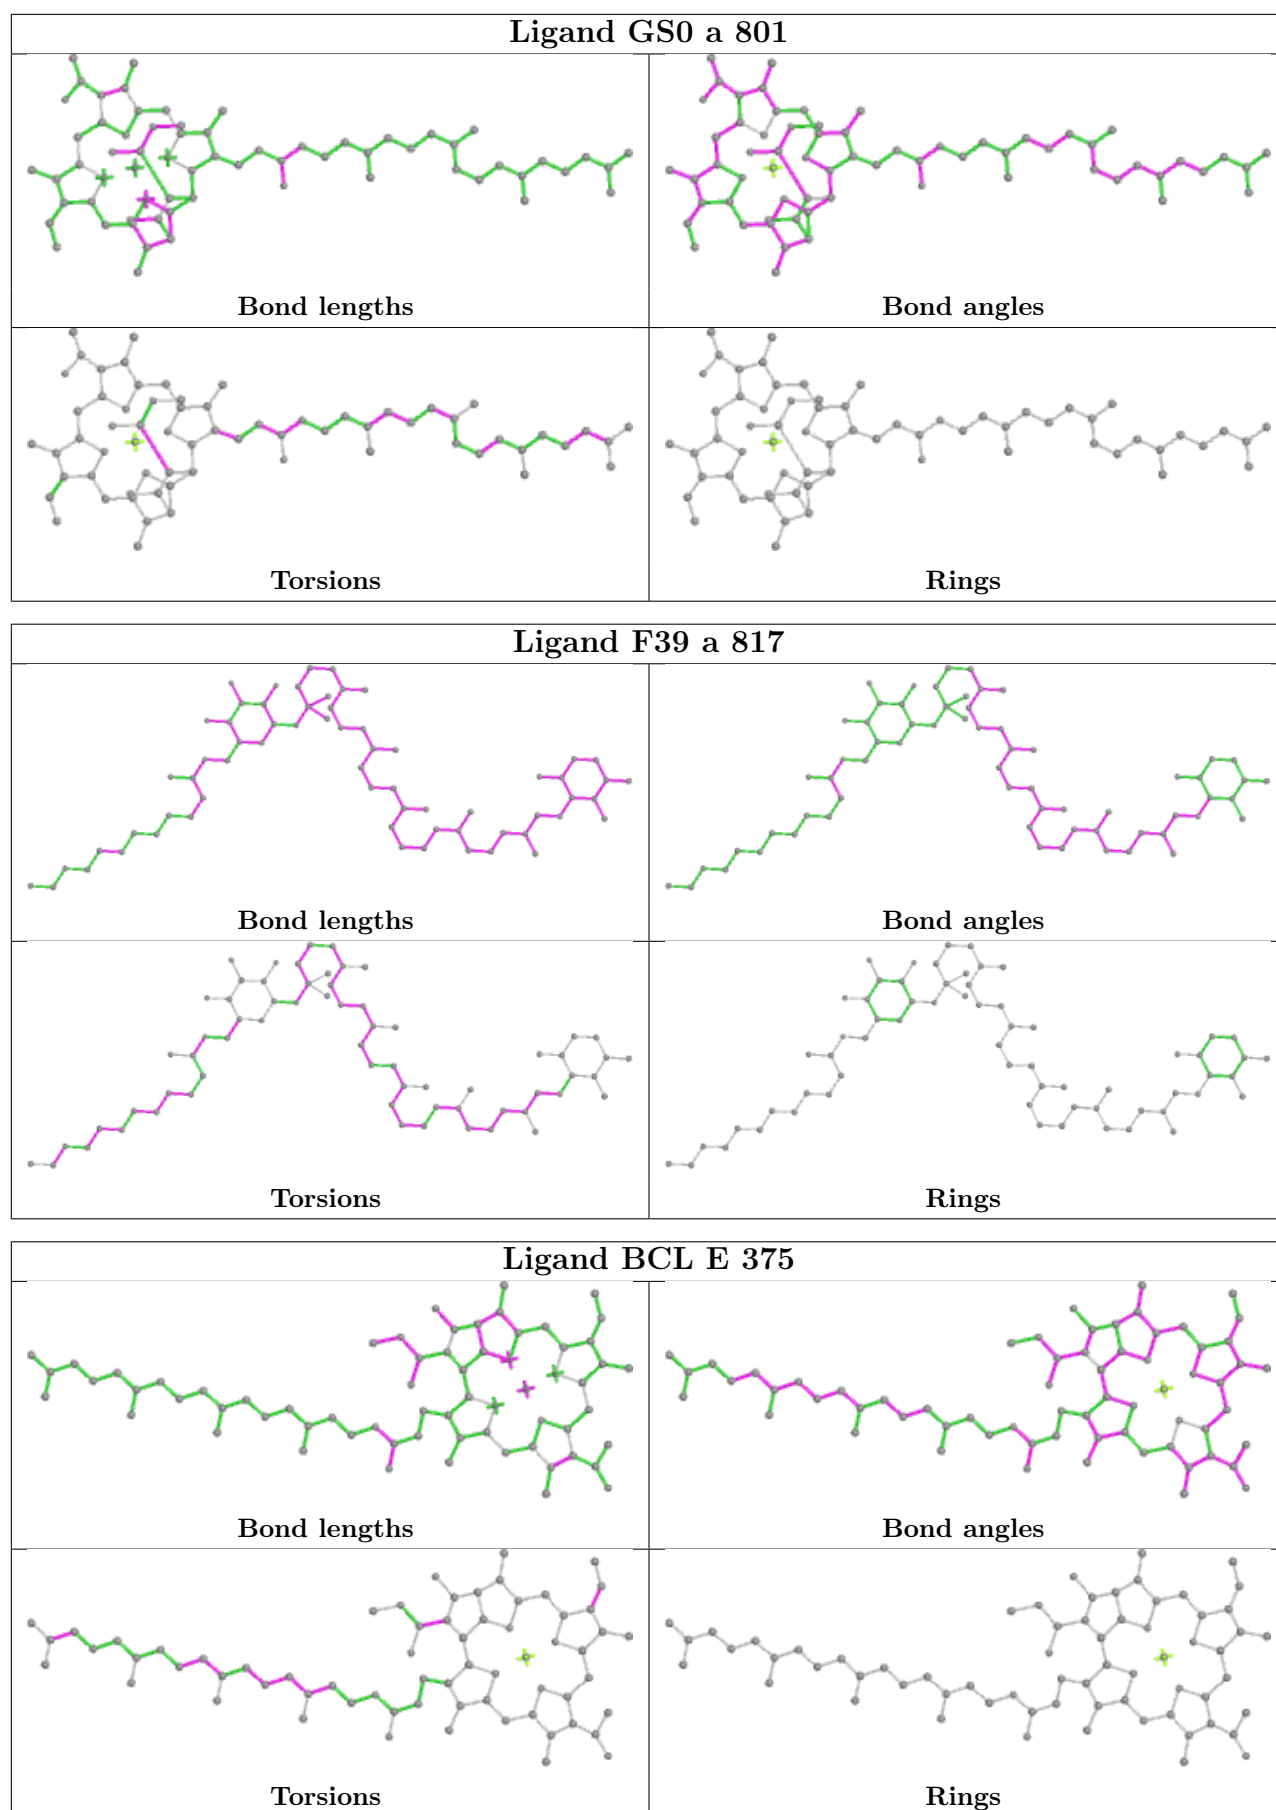 Ligand GS0 a 801
Bond lengths
Bond angles
Torsions
Rings
Ligand F39 a 817
Bond lengths
Bond angles
Torsions
Rings
Ligand BCL E 375
Bond lengths
Bond angles
Torsions
Rings